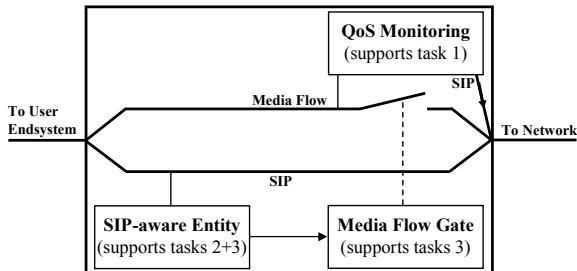 QoS Monitoring
(supports task 1)
SIP
To User
Endsystem
Media Flow
To Network
SIP
SIP-aware Entity
(supports tasks 2+3)
Media Flow Gate
(supports tasks 3)